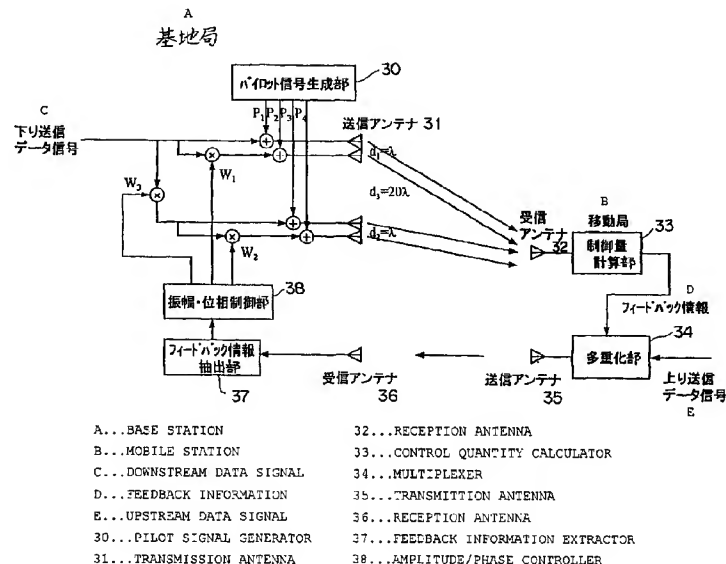 A
基地局
30
パイロット信号生成部
C
下り送信
データ信号
P1 P2 P3 P4
送信アンテナ 31
d1=λ
W1
W3
d3=20λ
d2=λ
W2
受信
アンテナ
32
B
移動局
33
制御量
計算部
D
フィードバック情報
38
振幅・位相制御部
フィードバック情報
抽出部
37
受信アンテナ
36
送信アンテナ
35
34
多重化部
上り送信
データ信号
E
A...BASE STATION
B...MOBILE STATION
C...DOWNSTREAM DATA SIGNAL
D...FEEDBACK INFORMATION
E...UPSTREAM DATA SIGNAL
30...PILOT SIGNAL GENERATOR
31...TRANSMISSION ANTENNA
32...RECEPTION ANTENNA
33...CONTROL QUANTITY CALCULATOR
34...MULTIPLEXER
35...TRANSMITTION ANTENNA
36...RECEPTION ANTENNA
37...FEEDBACK INFORMATION EXTRACTOR
38...AMPLITUDE/PHASE CONTROLLER